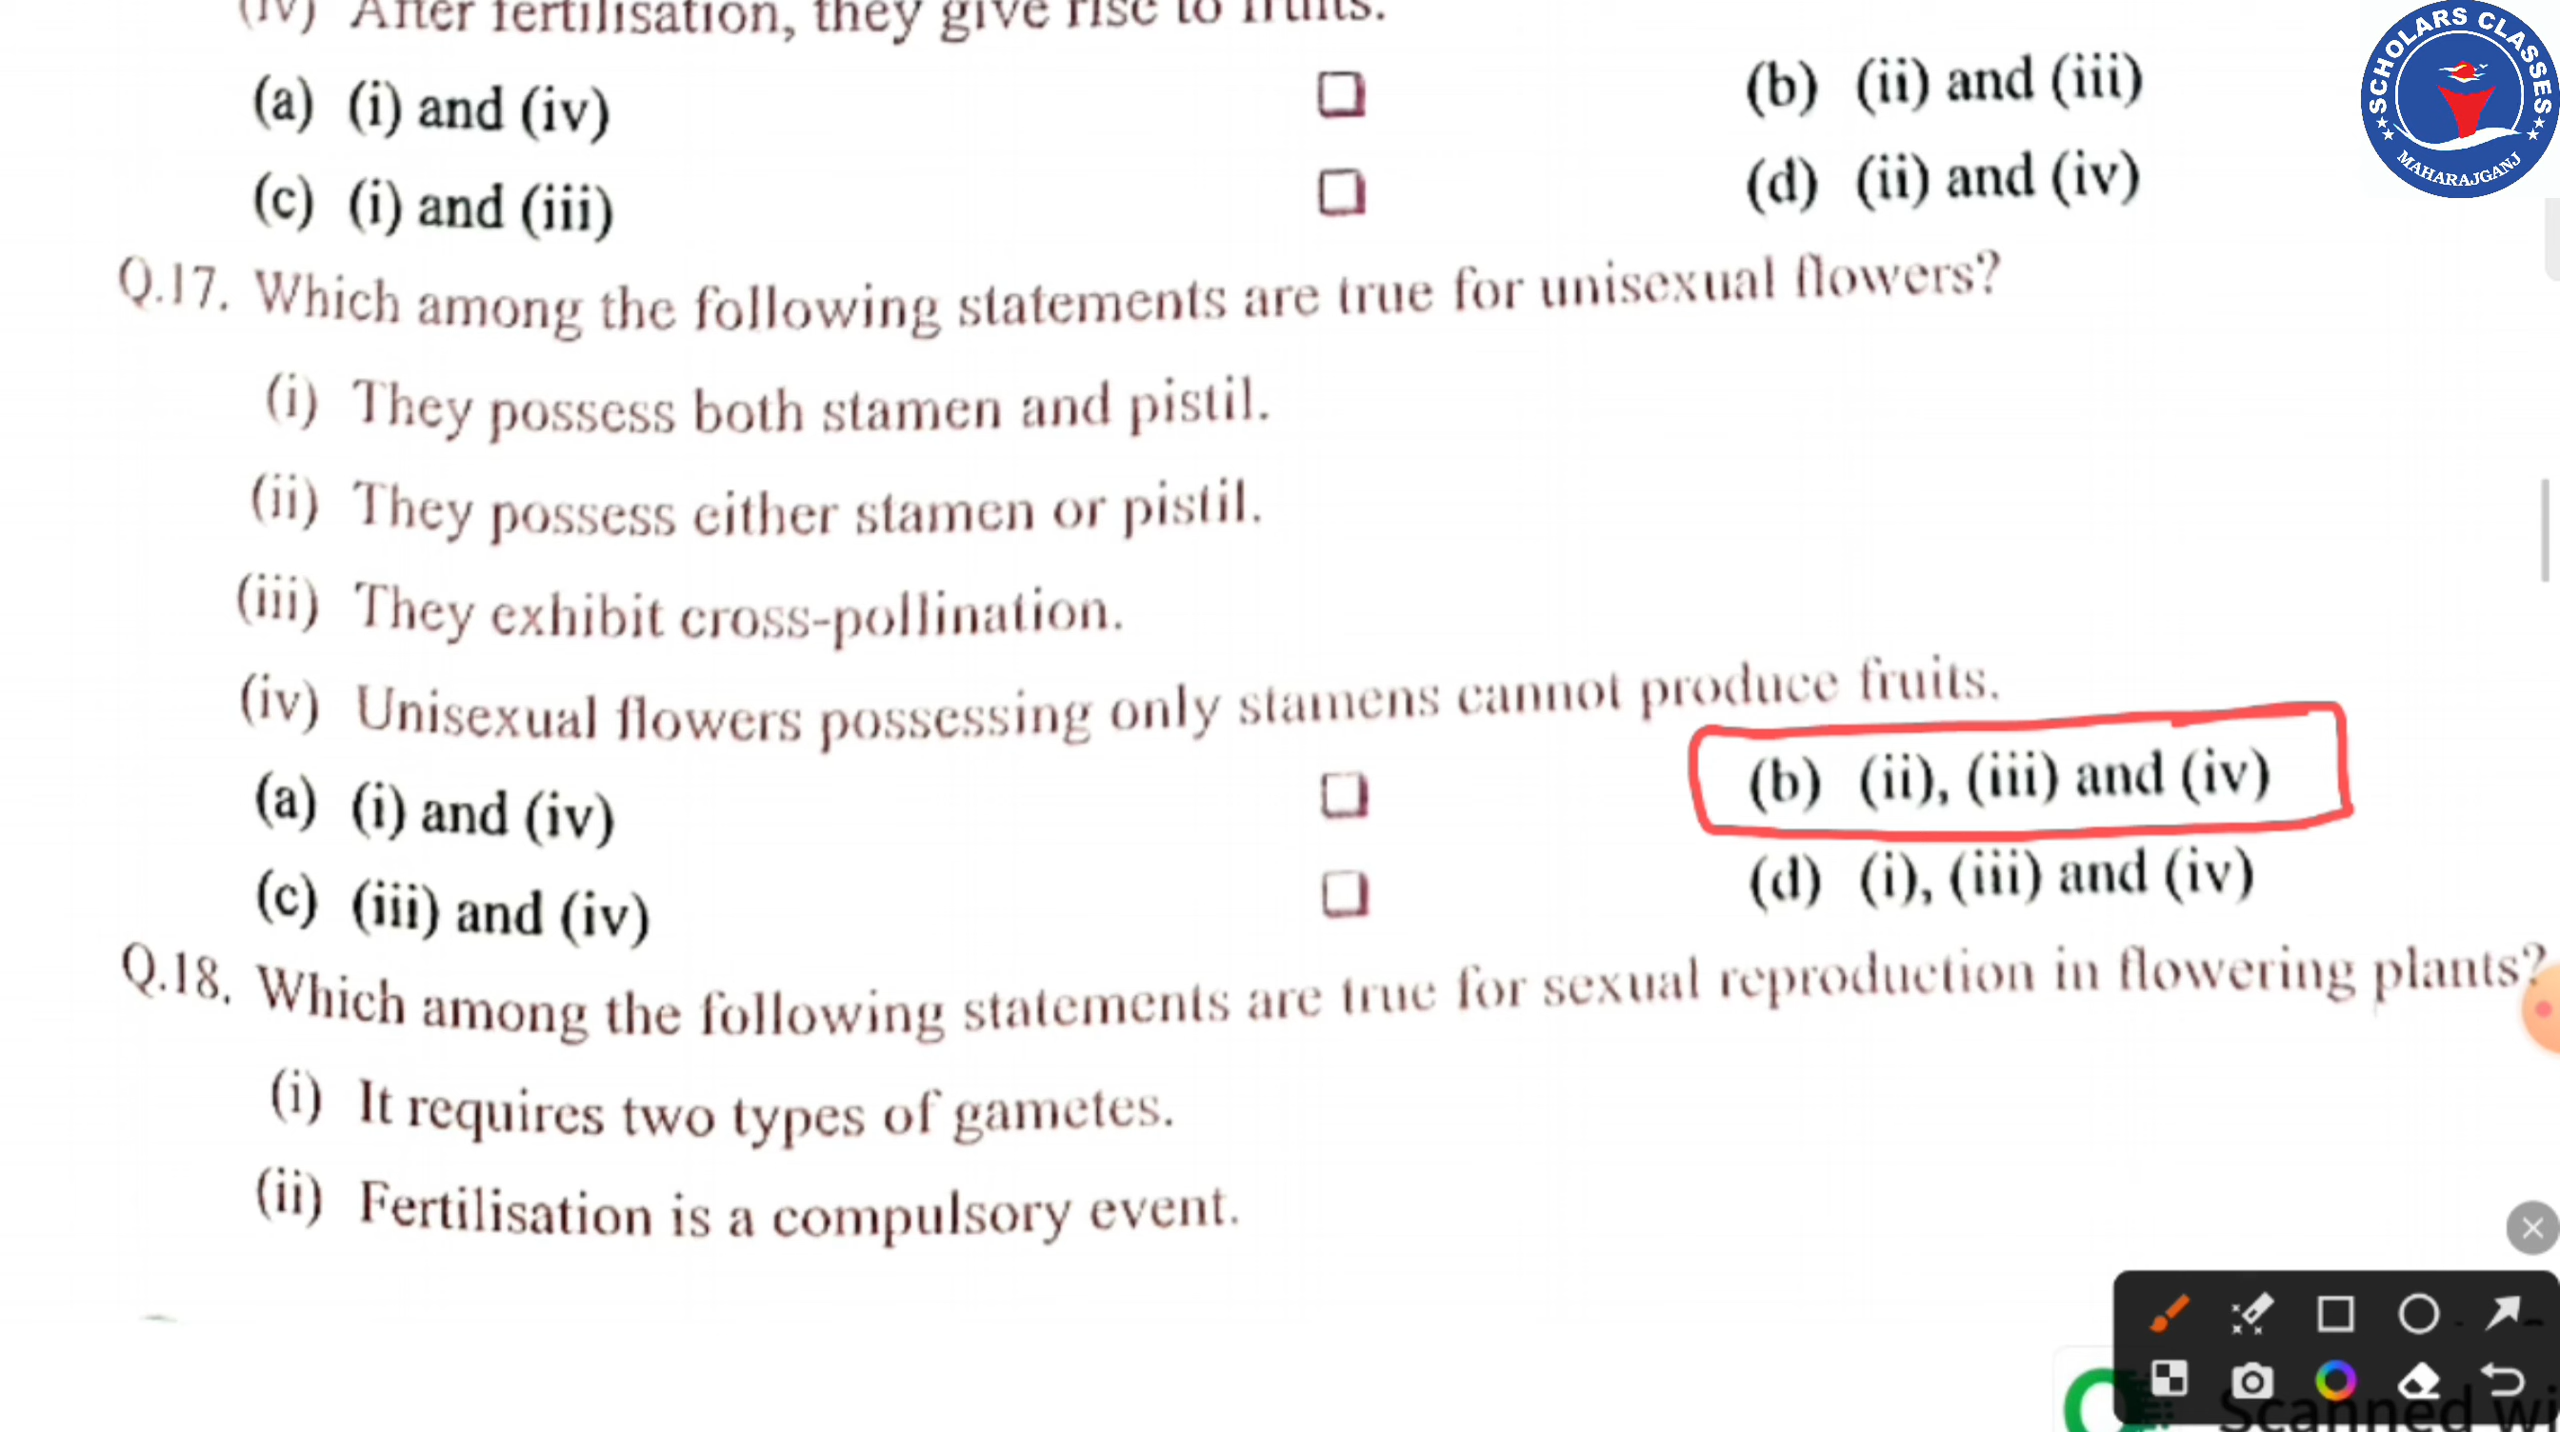 (iv) After fertilisation, they give rise to fruits.
(a) (i) and (iv) (b) (ii) and (iii)
(c) (i) and (iii) (d) (ii) and (iv)
Q.17. Which among the following statements are true for unisexual flowers?
(i) They possess both stamen and pistil.
(ii) They possess either stamen or pistil.
(iii) They exhibit cross-pollination.
(iv) Unisexual flowers possessing only stamens cannot produce fruits.
(a) (i) and (iv) (b) (ii), (iii) and (iv)
(c) (iii) and (iv) (d) (i), (iii) and (iv)
Q.18. Which among the following statements are true for sexual reproduction in flowering plants?
(i) It requires two types of gametes.
(ii) Fertilisation is a compulsory event.
SCHOLARS CLASSES
MAHARAJGANJ
Scanned wi